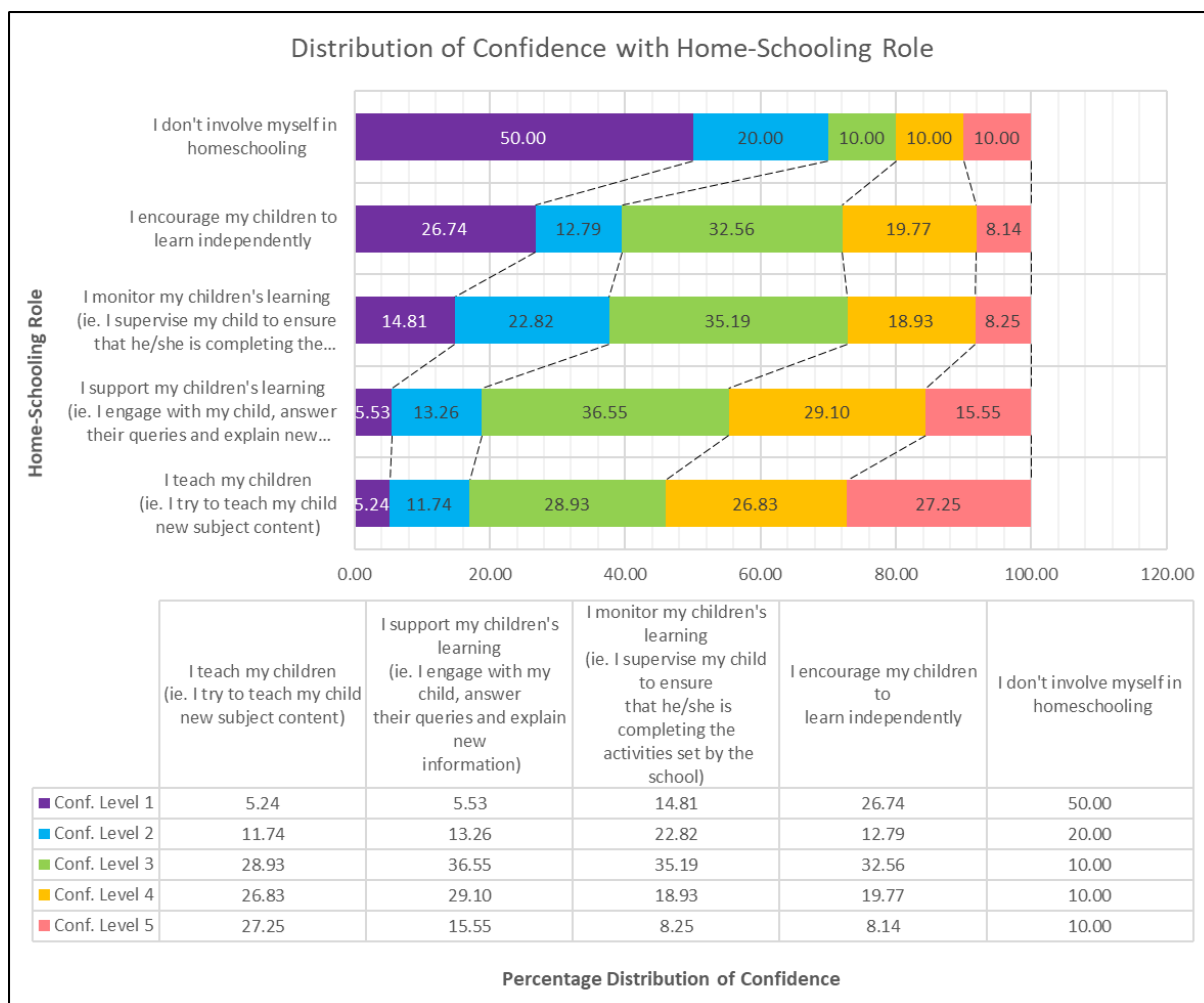 Distribution of Confidence with Home-Schooling Role
Home-Schooling Role
I don't involve myself in
homeschooling
50.00 20.00 10.00 10.00 10.00
I encourage my children to
learn independently
26.74 12.79 32.56 19.77 8.14
I monitor my children's learning
(ie. I supervise my child to ensure
that he/she is completing the...
14.81 22.82 35.19 18.93 8.25
I support my children's learning
(ie. I engage with my child, answer
their queries and explain new...
5.53 13.26 36.55 29.10 15.55
I teach my children
(ie. I try to teach my child
new subject content)
5.24 11.74 28.93 26.83 27.25
0.00 20.00 40.00 60.00 80.00 100.00 120.00
I teach my children
(ie. I try to teach my child
new subject content)
I support my children's
learning
(ie. I engage with my
child, answer
their queries and explain
new
information)
I monitor my children's
learning
(ie. I supervise my child
to ensure
that he/she is
completing the
activities set by the
school)
I encourage my children
to
learn independently
I don't involve myself in
homeschooling
Conf. Level 1 5.24 5.53 14.81 26.74 50.00
Conf. Level 2 11.74 13.26 22.82 12.79 20.00
Conf. Level 3 28.93 36.55 35.19 32.56 10.00
Conf. Level 4 26.83 29.10 18.93 19.77 10.00
Conf. Level 5 27.25 15.55 8.25 8.14 10.00
Percentage Distribution of Confidence